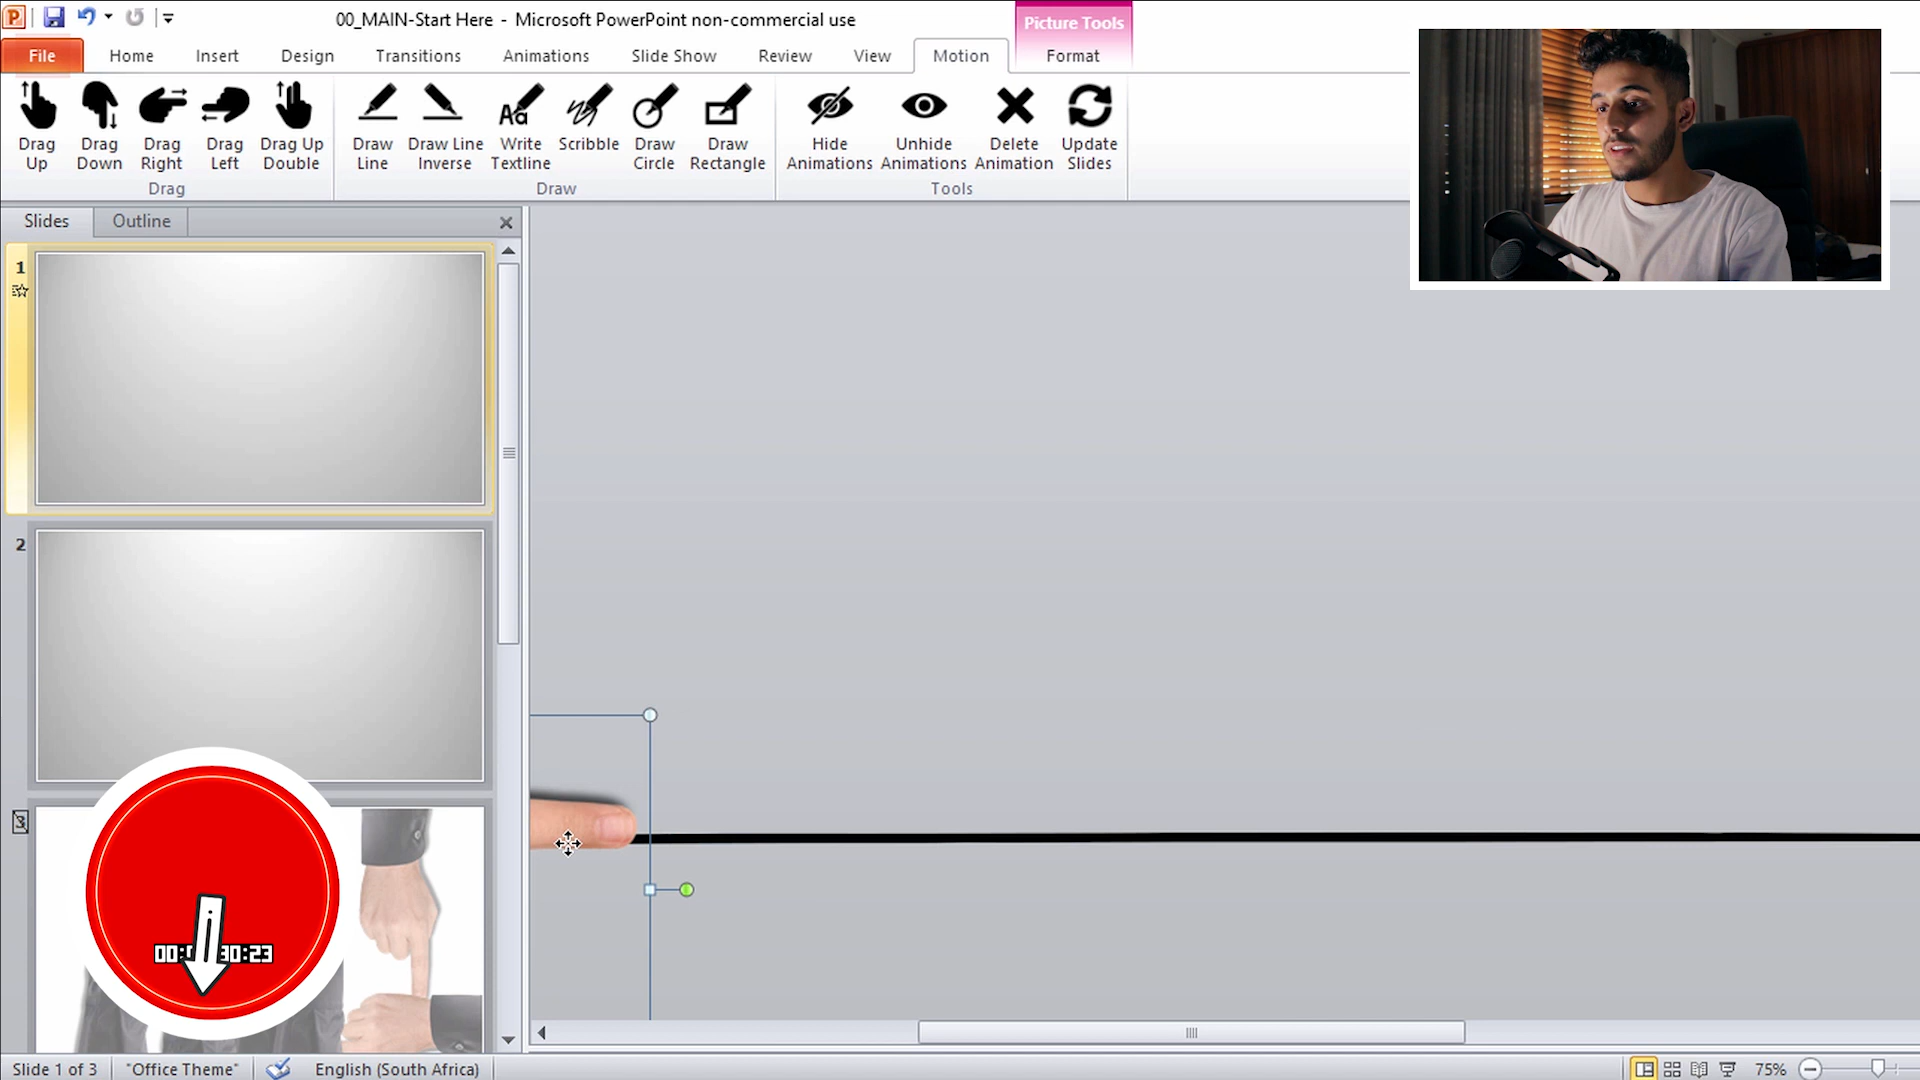 00_MAIN-Start Here - Microsoft PowerPoint non-commercial use
Picture Tools
File Home Insert Design Transitions Animations Slide Show Review View Motion Format
Drag Up
Drag Down
Drag Right
Drag Left
Drag Up Double
Draw Line
Draw Line Inverse
Write Textline
Scribble
Draw Circle
Draw Rectangle
Hide Animations
Unhide Animations
Delete Animation
Update Slides
Drag
Draw
Tools
Slides Outline
1
2
3
30:23
Slide 1 of 3 "Office Theme" English (South Africa) 75%